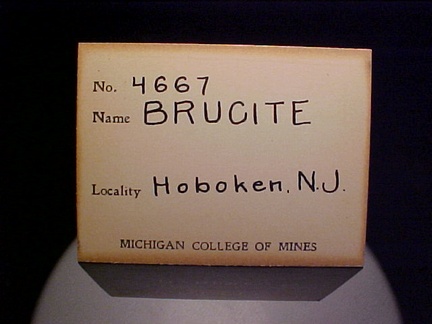 No. 4667
Name BRUCITE
Locality Hoboken, N.J.
MICHIGAN COLLEGE OF MINES